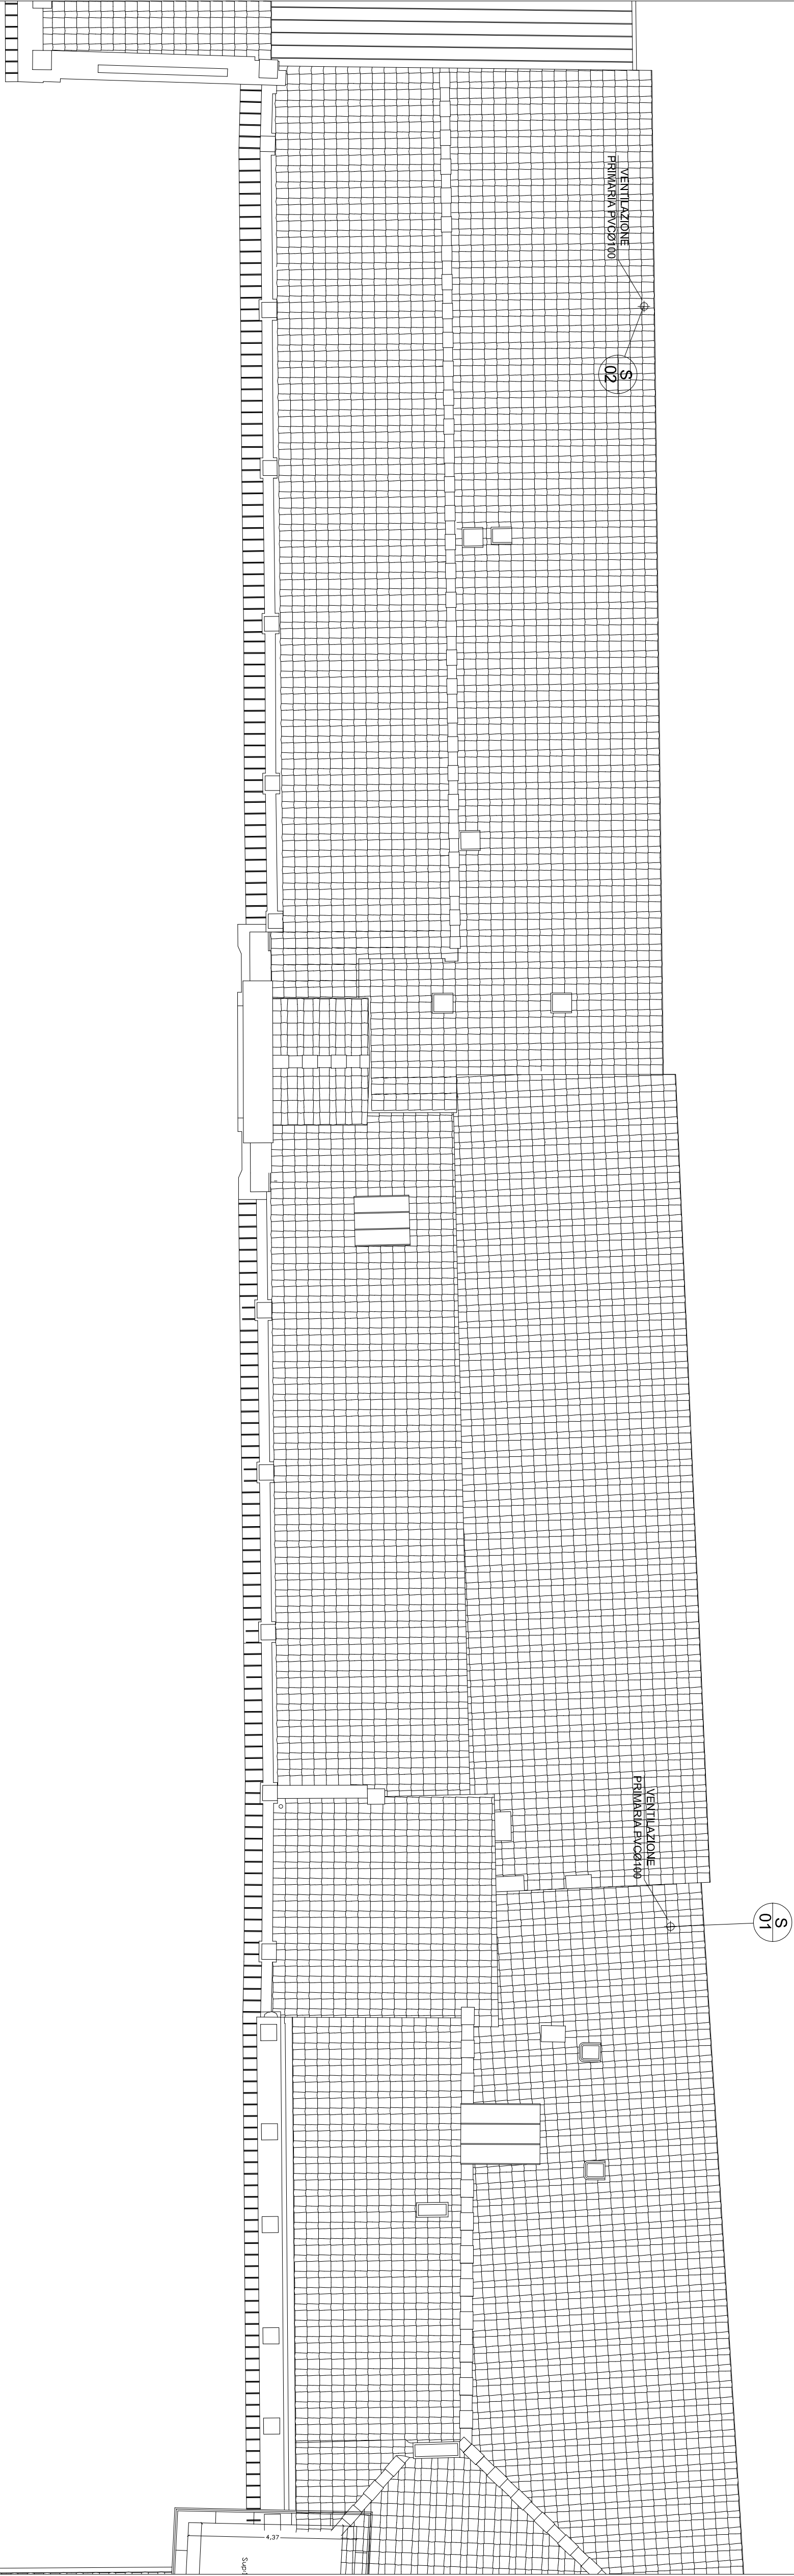 VENTILAZIONE
PRIMARIA PVCØ100
S
02
VENTILAZIONE
PRIMARIA PVCØ100
S
01
4,37